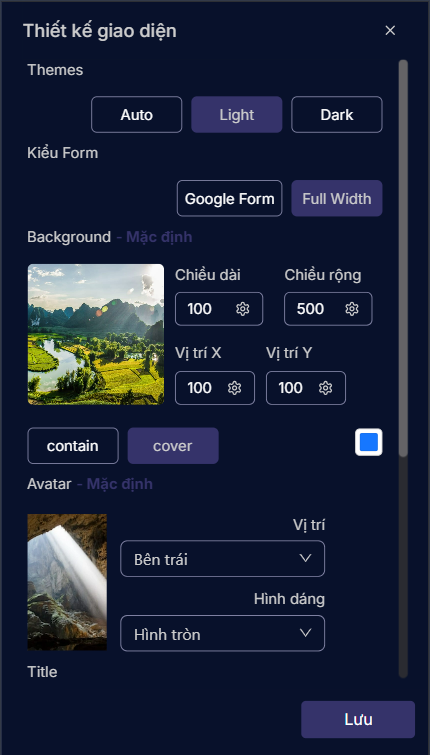 Thiết kế giao diện
Themes
Auto Light Dark
Kiểu Form
Google Form Full Width
Background - Mặc định
Chiều dài Chiều rộng
100 500
Vị trí X Vị trí Y
100 100
contain cover
Avatar - Mặc định
Vị trí
Bên trái
Hình dáng
Hình tròn
Title
Lưu